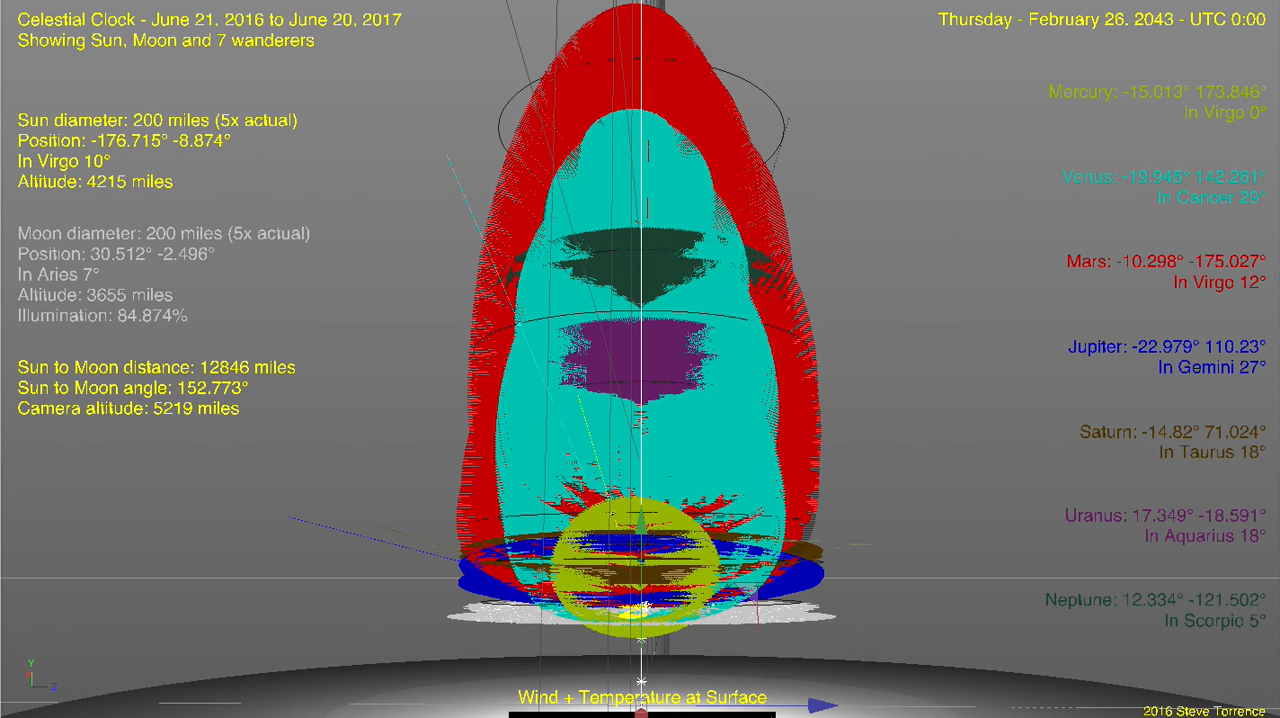 Celestial Clock - June 21. 2016 to June 20, 2017
Showing Sun, Moon and 7 wanderers
Thursday - February 26. 2043 - UTC 0:00
Sun diameter: 200 miles (5x actual)
Position: -176.715° -8.874°
In Virgo 10°
Altitude: 4215 miles
Moon diameter: 200 miles (5x actual)
Position: 30.512° -2.496°
In Aries 7°
Altitude: 3655 miles
Illumination: 84.874%
Sun to Moon distance: 12846 miles
Sun to Moon angle: 152.773°
Camera altitude: 5219 miles
Mercury: -15.013° 173.846°
In Virgo 0°
Venus: -19.945° 142.261°
In Cancer 29°
Mars: -10.298° -175.027°
In Virgo 12°
Jupiter: -22.979° 110.23°
In Gemini 27°
Saturn: -14.82° 71.024°
In Taurus 18°
Uranus: 17.349° -18.591°
In Aquarius 18°
Neptune: 12.334° -121.502°
In Scorpio 5°
Y
Z
Wind + Temperature at Surface
2016 Steve Torrence